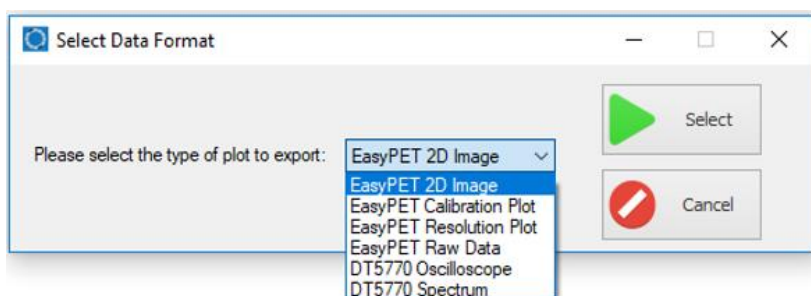 Select Data Format
Select
Please select the type of plot to export:
EasyPET 2D Image
EasyPET 2D Image
EasyPET Calibration Plot
EasyPET Resolution Plot
EasyPET Raw Data
DT5770 Oscilloscope
DT5770 Spectrum
Cancel